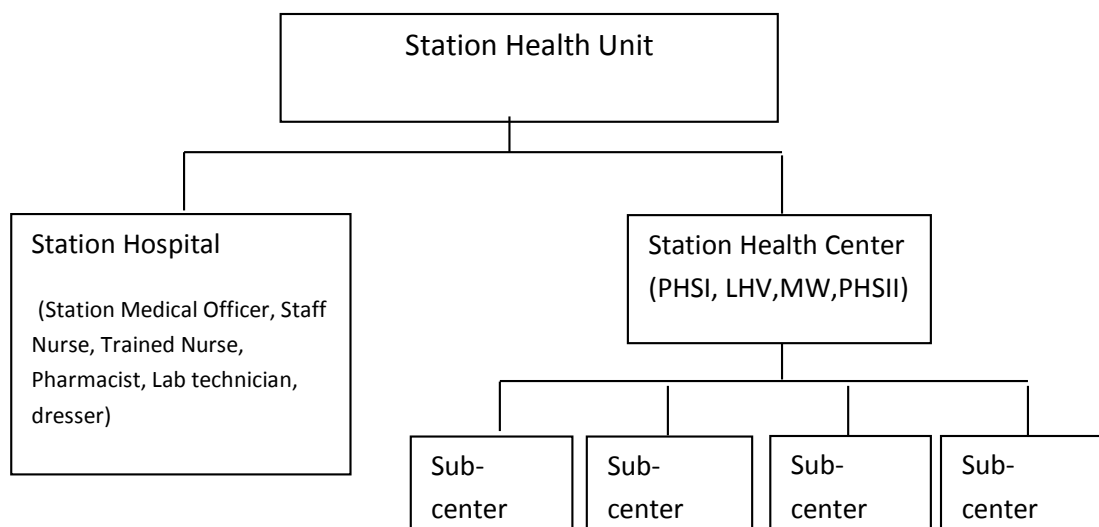 Station Health Unit
Station Hospital
(Station Medical Officer, Staff
Nurse, Trained Nurse,
Pharmacist, Lab technician,
dresser)
Station Health Center
(PHSI, LHV,MW,PHSII)
Sub-
center
Sub-
center
Sub-
center
Sub-
center